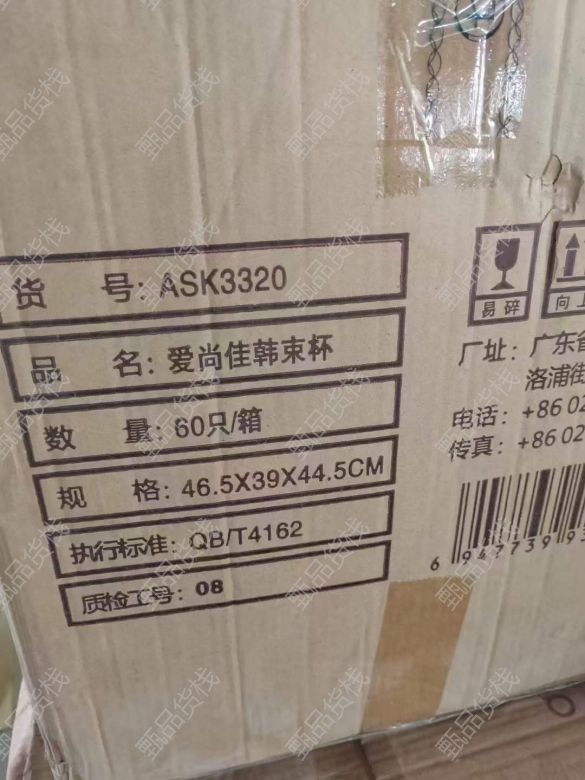 货 号: ASK3320
品 名: 爱尚佳韩束杯
数 量: 60只/箱
规 格: 46.5X39X44.5CM
执行标准: QB/T4162
质检工号: 08
易碎
向上
厂址: 广东省
洛浦街
电话: +86 02
传真: +86 02
6 947739 93
甄品货栈